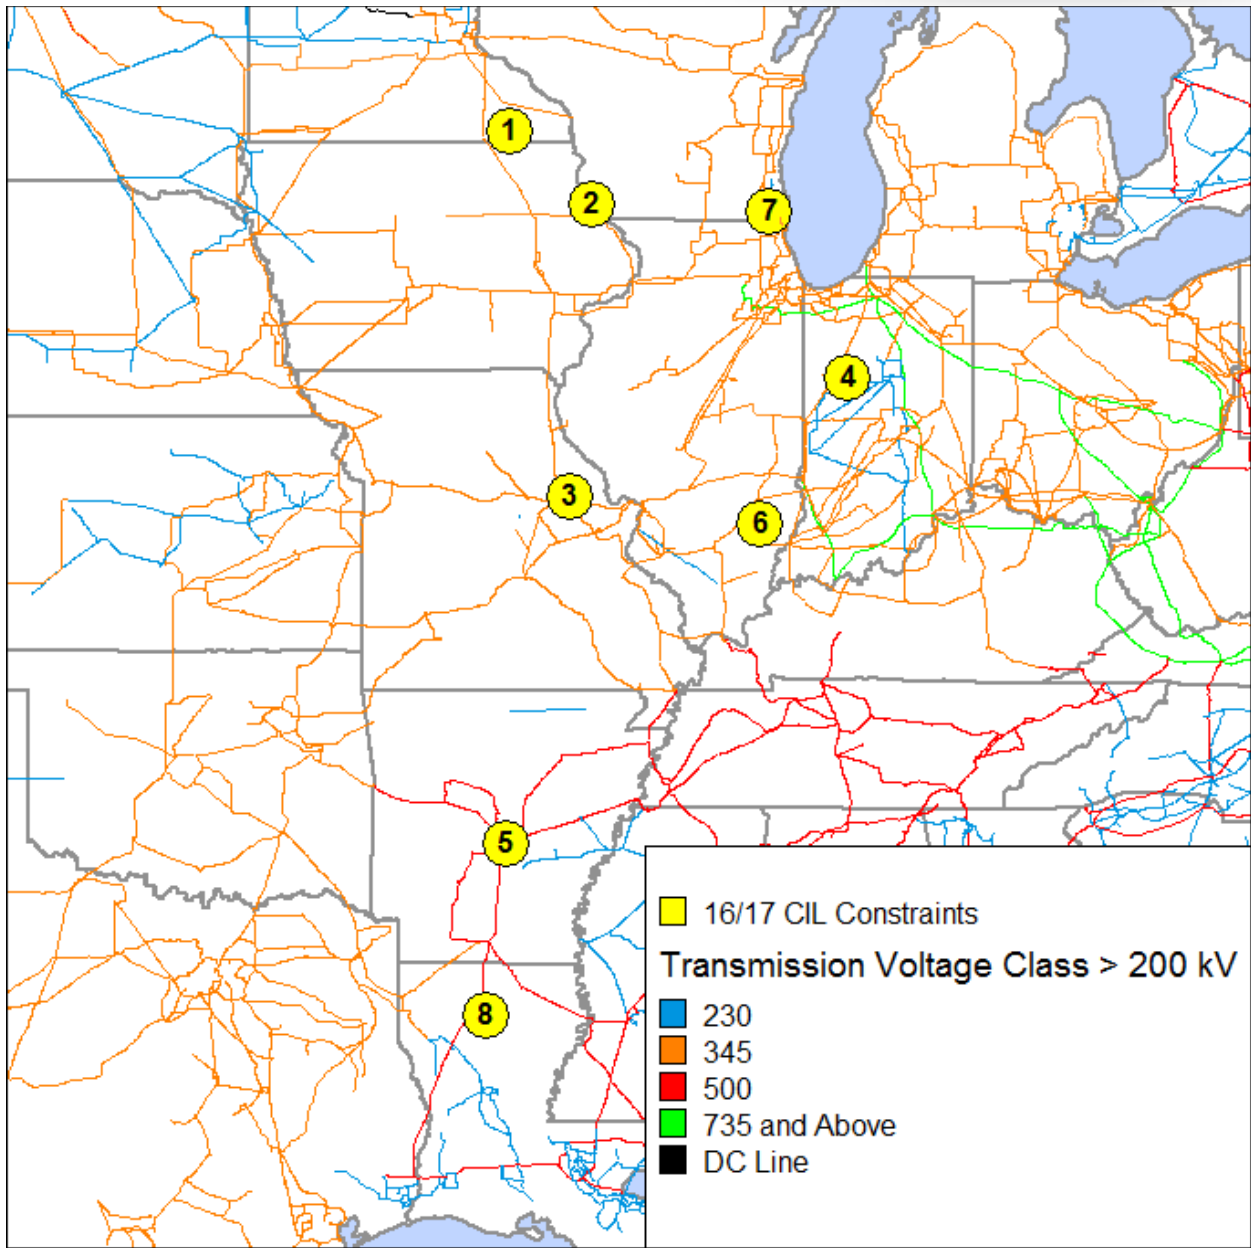 1
2
7
4
3
6
5
8
16/17 CIL Constraints
Transmission Voltage Class > 200 kV
230
345
500
735 and Above
DC Line